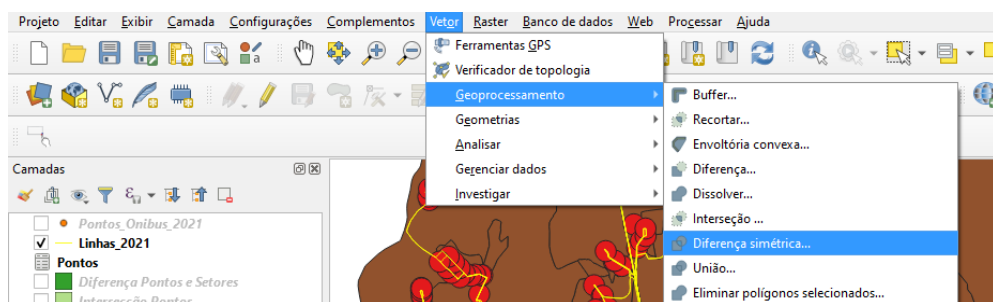 Projeto Editar Exibir Camada Configurações Complementos Vetor Raster Banco de dados Web Processar Ajuda
Ferramentas GPS
Verificador de topologia
Geoprocessamento
Geometrias
Analisar
Gerenciar dados
Investigar
Buffer...
Recortar...
Envoltória convexa...
Diferença...
Dissolver...
Interseção ...
Diferença simétrica...
União...
Eliminar polígonos selecionados...
Camadas
Pontos_Onibus_2021
Linhas_2021
Pontos
Diferença Pontos e Setores
Intersecção Pontos